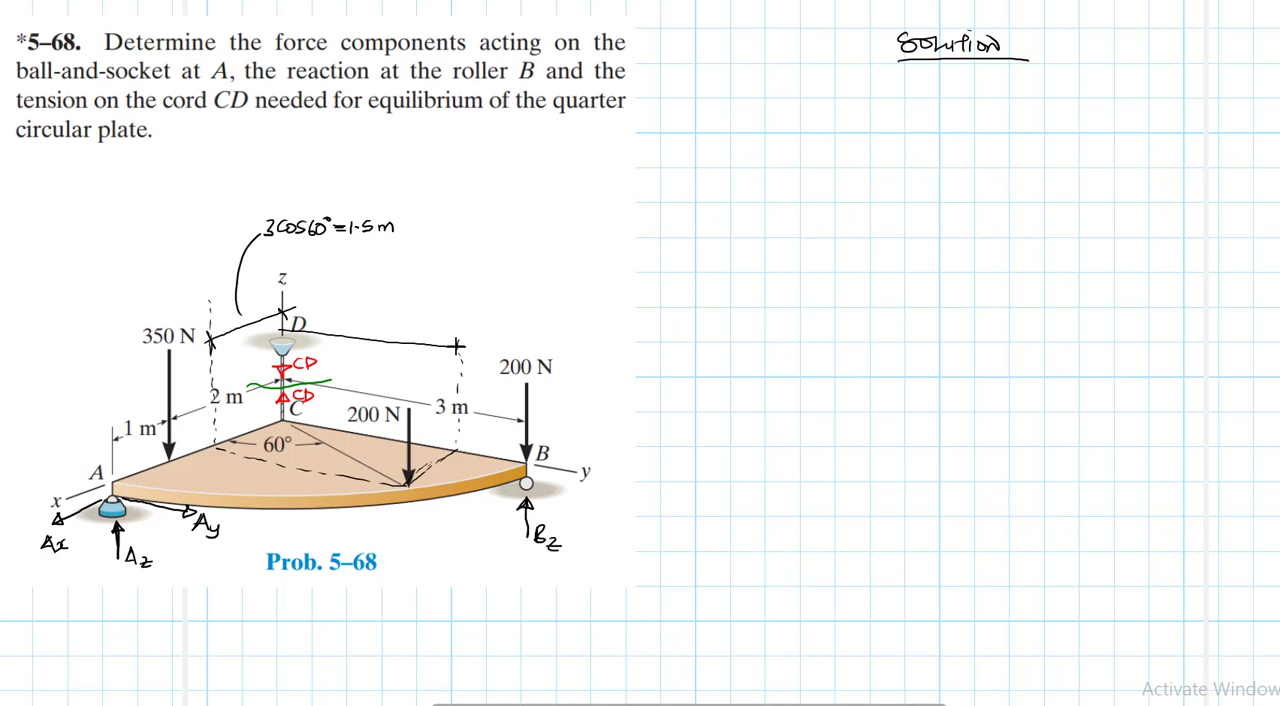 *5–68. Determine the force components acting on the
ball-and-socket at A, the reaction at the roller B and the
tension on the cord CD needed for equilibrium of the quarter
circular plate.
Solution
3cos60°=1.5m
z
D
350 N
CD
200 N
2 m
CD
C
200 N
3 m
1 m
60°
B
A
y
x
Ay
Ax
Az
Bz
Prob. 5–68
Activate Window